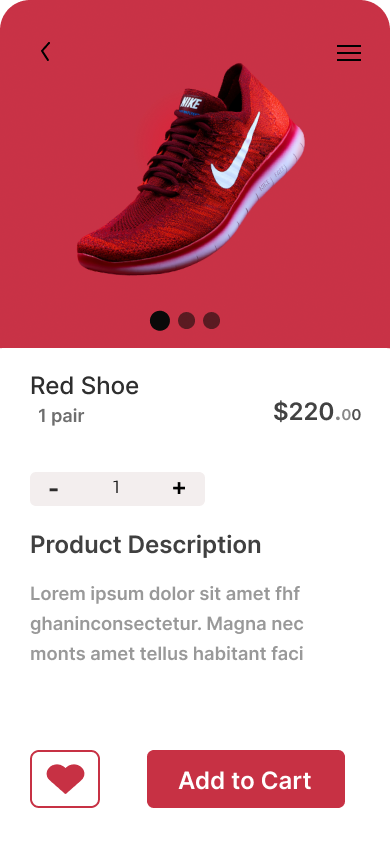 NIKE
Red Shoe
1 pair
$220.00
- 1 +
Product Description
Lorem ipsum dolor sit amet fhf
ghaninconsectetur. Magna nec
monts amet tellus habitant faci
Add to Cart